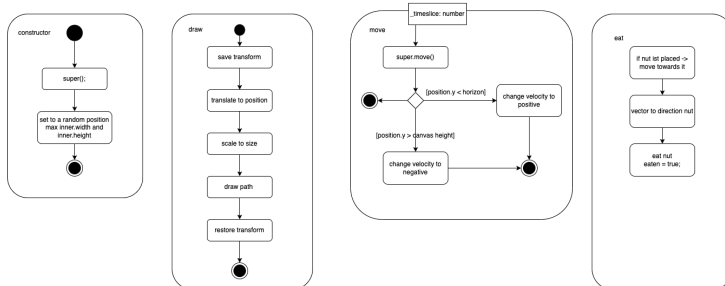 constructor
super();
set to a random position
max inner.width and
inner.height
draw
save transform
translate to position
scale to size
draw path
restore transform
_timeslice: number
move
super.move()
[position.y < horizon]
change velocity to
positive
[position.y > canvas height]
change velocity to
negative
eat
if nut ist placed ->
move towards it
vector to direction nut
eat nut
eaten = true;